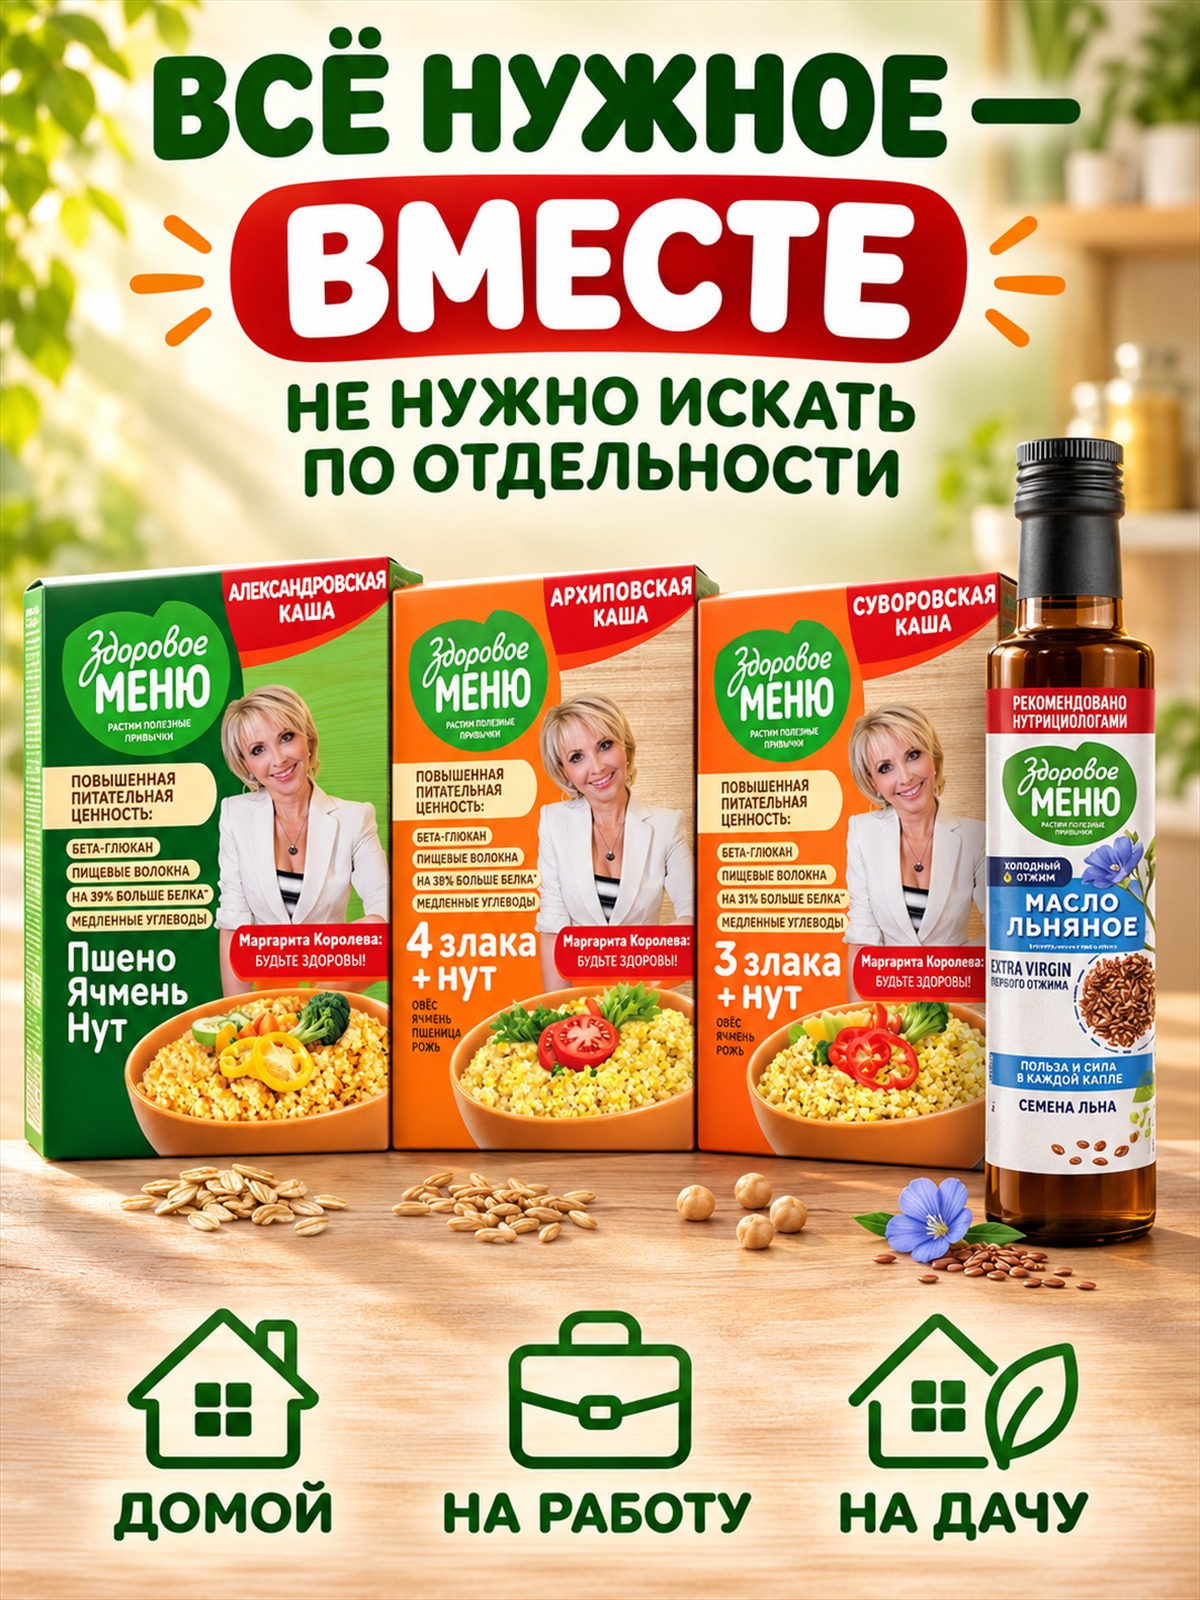 ВСЁ НУЖНОЕ —
ВМЕСТЕ
НЕ НУЖНО ИСКАТЬ
ПО ОТДЕЛЬНОСТИ
АЛЕКСАНДРОВСКАЯ
КАША
Здоровое
МЕНЮ
РАСТИМ ПОЛЕЗНЫЕ
ПРИВЫЧКИ
ПОВЫШЕННАЯ
ПИТАТЕЛЬНАЯ
ЦЕННОСТЬ:
БЕТА-ГЛЮКАН
ПИЩЕВЫЕ ВОЛОКНА
НА 39% БОЛЬШЕ БЕЛКА*
МЕДЛЕННЫЕ УГЛЕВОДЫ
Пшено
Ячмень
Нут
Маргарита Королева:
БУДЬТЕ ЗДОРОВЫ!
АРХИПОВСКАЯ
КАША
Здоровое
МЕНЮ
РАСТИМ ПОЛЕЗНЫЕ
ПРИВЫЧКИ
ПОВЫШЕННАЯ
ПИТАТЕЛЬНАЯ
ЦЕННОСТЬ:
БЕТА-ГЛЮКАН
ПИЩЕВЫЕ ВОЛОКНА
НА 38% БОЛЬШЕ БЕЛКА*
МЕДЛЕННЫЕ УГЛЕВОДЫ
4 злака
+ нут
ОВЁС
ЯЧМЕНЬ
ПШЕНИЦА
РОЖЬ
Маргарита Королева:
БУДЬТЕ ЗДОРОВЫ!
СУВОРОВСКАЯ
КАША
Здоровое
МЕНЮ
РАСТИМ ПОЛЕЗНЫЕ
ПРИВЫЧКИ
ПОВЫШЕННАЯ
ПИТАТЕЛЬНАЯ
ЦЕННОСТЬ:
БЕТА-ГЛЮКАН
ПИЩЕВЫЕ ВОЛОКНА
НА 31% БОЛЬШЕ БЕЛКА*
МЕДЛЕННЫЕ УГЛЕВОДЫ
3 злака
+ нут
ОВЁС
ЯЧМЕНЬ
РОЖЬ
Маргарита Королева:
БУДЬТЕ ЗДОРОВЫ!
РЕКОМЕНДОВАНО
НУТРИЦИОЛОГАМИ
Здоровое
МЕНЮ
РАСТИМ ПОЛЕЗНЫЕ
ПРИВЫЧКИ
ХОЛОДНЫЙ
ОТЖИМ
МАСЛО
ЛЬНЯНОЕ
EXTRA VIRGIN
ПЕРВОГО ОТЖИМА
ПОЛЬЗА И СИЛА
В КАЖДОЙ КАПЛЕ
СЕМЕНА ЛЬНА
ДОМОЙ
НА РАБОТУ
НА ДАЧУ